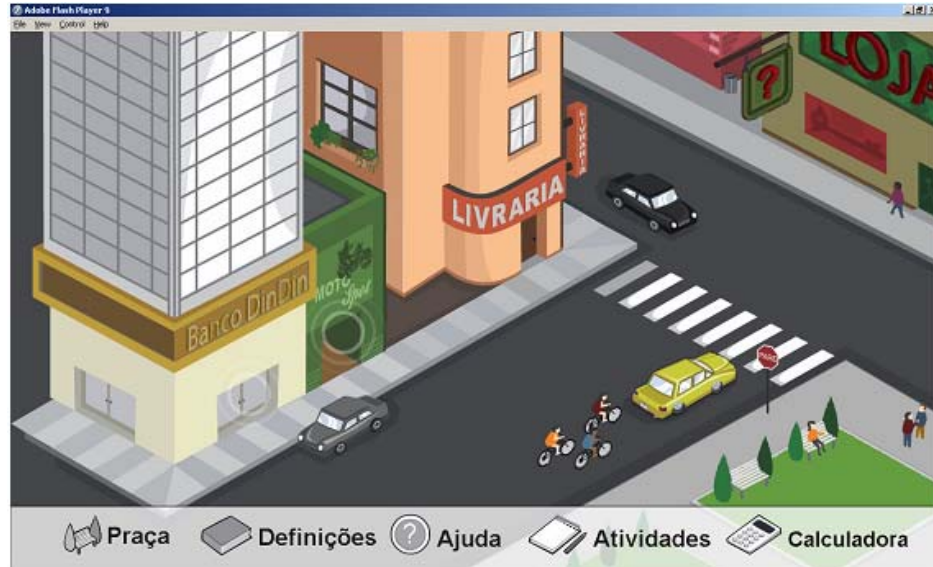 Adobe Flash Player 9
File View Control Help
LOJA
?
LIVRARIA
LIVRARIA
MOTO
Banco DinDin
PARE
Praça
Definições
?
Ajuda
Atividades
Calculadora